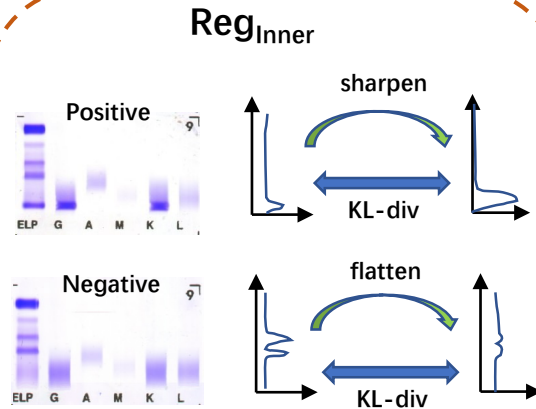 Reg_Inner
Positive
sharpen
9
KL-div
ELP G A M K L
Negative
flatten
9
KL-div
ELP G A M K L